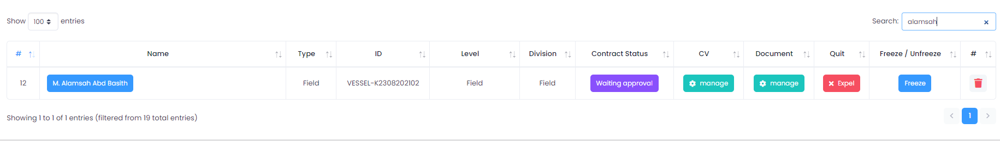 Show 100 entries
Search: alamsah
# Name Type ID Level Division Contract Status CV Document Quit Freeze / Unfreeze #
12 M. Alamsah Abd Basith Field VESSEL-K2308202102 Field Field Waiting approval manage manage Expel Freeze
Showing 1 to 1 of 1 entries (filtered from 19 total entries)
1